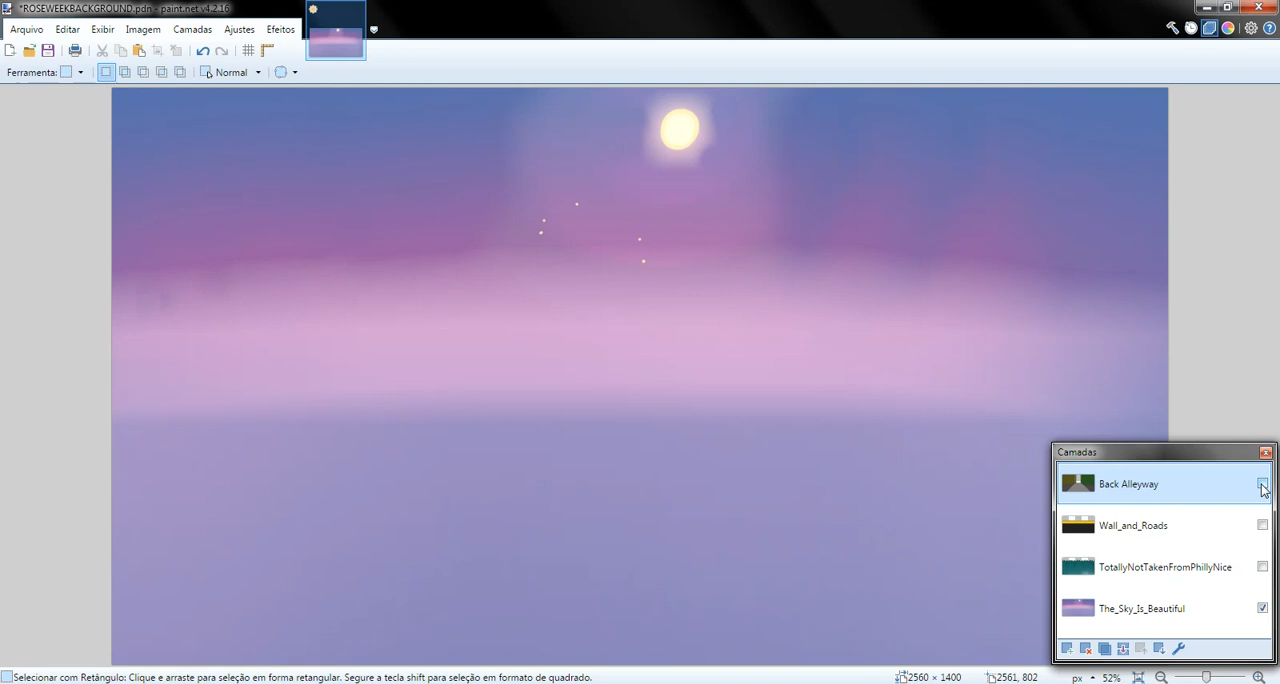 *ROSEWEEKBACKGROUND.pdn - paint.net v4.2.16
Arquivo Editar Exibir Imagem Camadas Ajustes Efeitos
Ferramenta: Normal
Camadas
Back Alleyway
Wall_and_Roads
TotallyNotTakenFromPhillyNice
The_Sky_Is_Beautiful
Selecionar com Retângulo: Clique e arraste para seleção em forma retangular. Segure a tecla shift para seleção em formato de quadrado. 2560 × 1400 2561, 802 px 52%